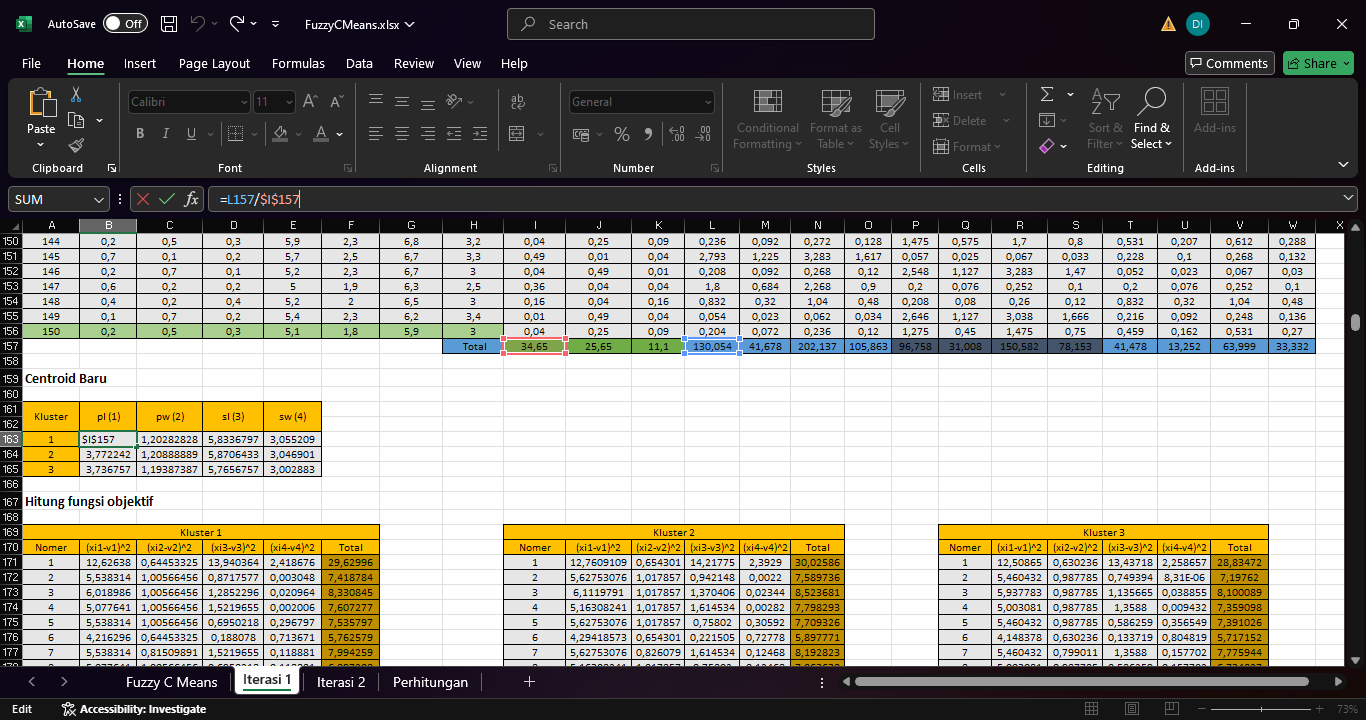 AutoSave Off FuzzyCMeans.xlsx Search DI
File Home Insert Page Layout Formulas Data Review View Help Comments Share
Paste Calibri 11 General Conditional Formatting Format as Table Cell Styles Insert Delete Format Sort & Filter Find & Select Add-ins
Clipboard Font Alignment Number Styles Cells Editing Add-ins
SUM =L157/$I$157
A B C D E F G H I J K L M N O P Q R S T U V W X
150 144 0,2 0,5 0,3 5,9 2,3 6,8 3,2 0,04 0,25 0,09 0,236 0,092 0,272 0,128 1,475 0,575 1,7 0,8 0,531 0,207 0,612 0,288
151 145 0,7 0,1 0,2 5,7 2,5 6,7 3,3 0,49 0,01 0,04 2,793 1,225 3,283 1,617 0,057 0,025 0,067 0,033 0,228 0,1 0,268 0,132
152 146 0,2 0,7 0,1 5,2 2,3 6,7 3 0,04 0,49 0,01 0,208 0,092 0,268 0,12 2,548 1,127 3,283 1,47 0,052 0,023 0,067 0,03
153 147 0,6 0,2 0,2 5 1,9 6,3 2,5 0,36 0,04 0,04 1,8 0,684 2,268 0,9 0,2 0,076 0,252 0,1 0,2 0,076 0,252 0,1
154 148 0,4 0,2 0,4 5,2 2 6,5 3 0,16 0,04 0,16 0,832 0,32 1,04 0,48 0,208 0,08 0,26 0,12 0,832 0,32 1,04 0,48
155 149 0,1 0,7 0,2 5,4 2,3 6,2 3,4 0,01 0,49 0,04 0,054 0,023 0,062 0,034 2,646 1,127 3,038 1,666 0,216 0,092 0,248 0,136
156 150 0,2 0,5 0,3 5,1 1,8 5,9 3 0,04 0,25 0,09 0,204 0,072 0,236 0,12 1,275 0,45 1,475 0,75 0,459 0,162 0,531 0,27
157 Total 34,65 25,65 11,1 130,054 41,678 202,137 105,863 96,758 31,008 150,582 78,153 41,478 13,252 63,999 33,332
158
159 Centroid Baru
160
161
162 Kluster pl (1) pw (2) sl (3) sw (4)
163 1 $I$157 1,20282828 5,8336797 3,055209
164 2 3,772242 1,20888889 5,8706433 3,046901
165 3 3,736757 1,19387387 5,7656757 3,002883
166
167 Hitung fungsi objektif
168
169 Kluster 1 Kluster 2 Kluster 3
170 Nomer (xi1-v1)^2 (xi2-v2)^2 (xi3-v3)^2 (xi4-v4)^2 Total Nomer (xi1-v1)^2 (xi2-v2)^2 (xi3-v3)^2 (xi4-v4)^2 Total Nomer (xi1-v1)^2 (xi2-v2)^2 (xi3-v3)^2 (xi4-v4)^2 Total
171 1 12,62638 0,64453325 13,940364 2,418676 29,62996 1 12,7609109 0,654301 14,21775 2,3929 30,02586 1 12,50865 0,630236 13,43718 2,258657 28,83472
172 2 5,538314 1,00566456 0,8717577 0,003048 7,418784 2 5,62753076 1,017857 0,942148 0,0022 7,589736 2 5,460432 0,987785 0,749394 8,31E-06 7,19762
173 3 6,018986 1,00566456 1,2852296 0,020964 8,330845 3 6,1119791 1,017857 1,370406 0,02344 8,523681 3 5,937783 0,987785 1,135665 0,038855 8,100089
174 4 5,077641 1,00566456 1,5219655 0,002006 7,607277 4 5,16308241 1,017857 1,614534 0,00282 7,798293 4 5,003081 0,987785 1,3588 0,009432 7,359098
175 5 5,538314 1,00566456 0,6950218 0,296797 7,535797 5 5,62753076 1,017857 0,75802 0,30592 7,709326 5 5,460432 0,987785 0,586259 0,356549 7,391026
176 6 4,216296 0,64453325 0,188078 0,713671 5,762579 6 4,29418573 0,654301 0,221505 0,72778 5,897771 6 4,148378 0,630236 0,133719 0,804819 5,717152
177 7 5,538314 0,81509891 1,5219655 0,118881 7,994259 7 5,62753076 0,826079 1,614534 0,12468 8,192823 7 5,460432 0,799011 1,3588 0,157702 7,775944
Fuzzy C Means Iterasi 1 Iterasi 2 Perhitungan
Edit Accessibility: Investigate 73%